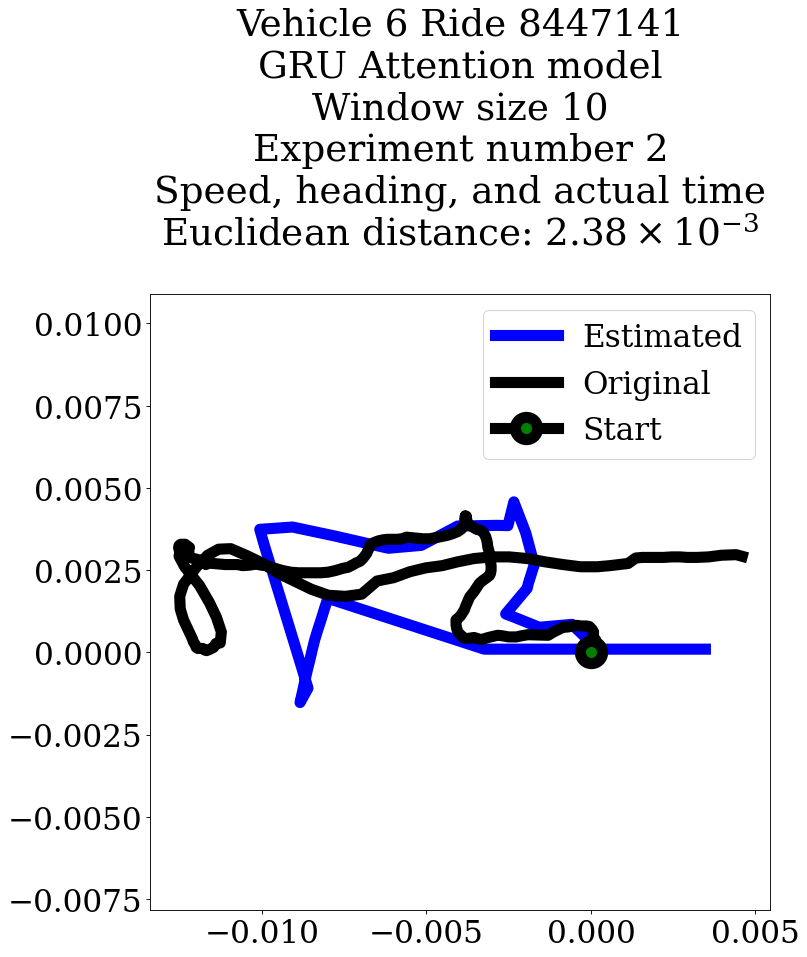 Vehicle 6 Ride 8447141
GRU Attention model
Window size 10
Experiment number 2
Speed, heading, and actual time
Euclidean distance: 2.38 × 10⁻³
Estimated
Original
Start
0.0100
0.0075
0.0050
0.0025
0.0000
−0.0025
−0.0050
−0.0075
−0.010 −0.005 0.000 0.005